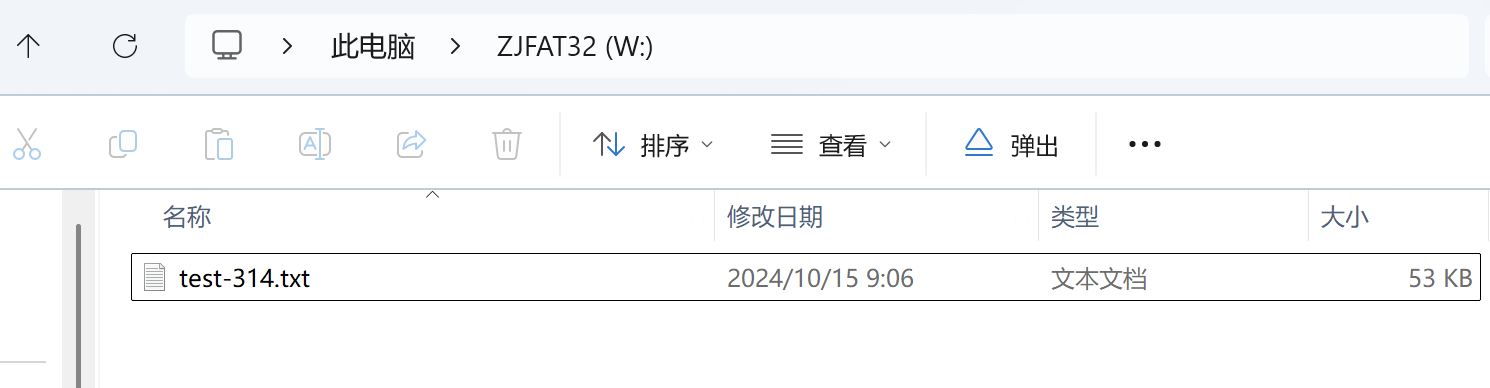 此电脑 ZJFAT32 (W:)
排序 查看 弹出
名称 修改日期 类型 大小
test-314.txt 2024/10/15 9:06 文本文档 53 KB